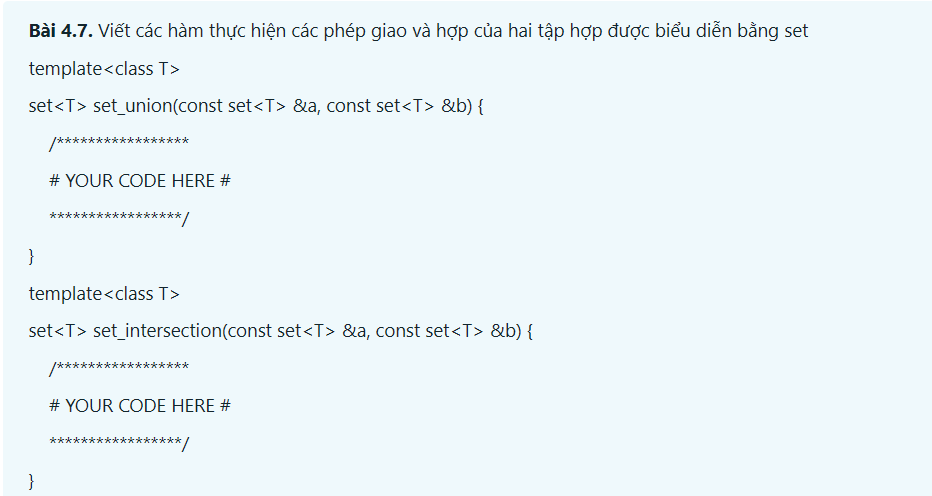 Bài 4.7. Viết các hàm thực hiện các phép giao và hợp của hai tập hợp được biểu diễn bằng set
template<class T>
set<T> set_union(const set<T> &a, const set<T> &b) {
/*****************
# YOUR CODE HERE #
*****************/
}
template<class T>
set<T> set_intersection(const set<T> &a, const set<T> &b) {
/*****************
# YOUR CODE HERE #
*****************/
}